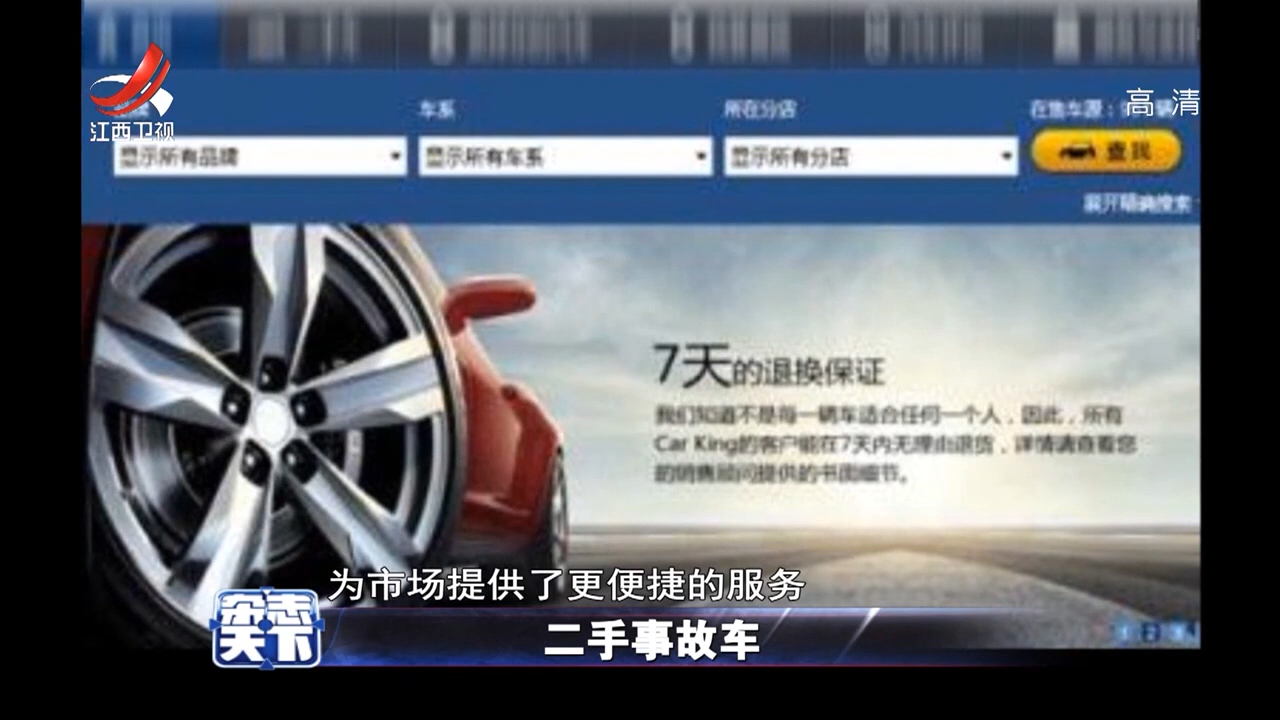 江西卫视
高清
车系
所在分店
在售车源：
显示所有品牌
显示所有车系
显示所有分店
查找
展开精确搜索
7天的退换保证
我们知道不是每一辆车适合任何一个人，因此，所有
Car King的客户能在7天内无理由退货，详情请查看您
的销售顾问提供的书面细节。
为市场提供了更便捷的服务
杂志
天下
二手事故车
1 2 3